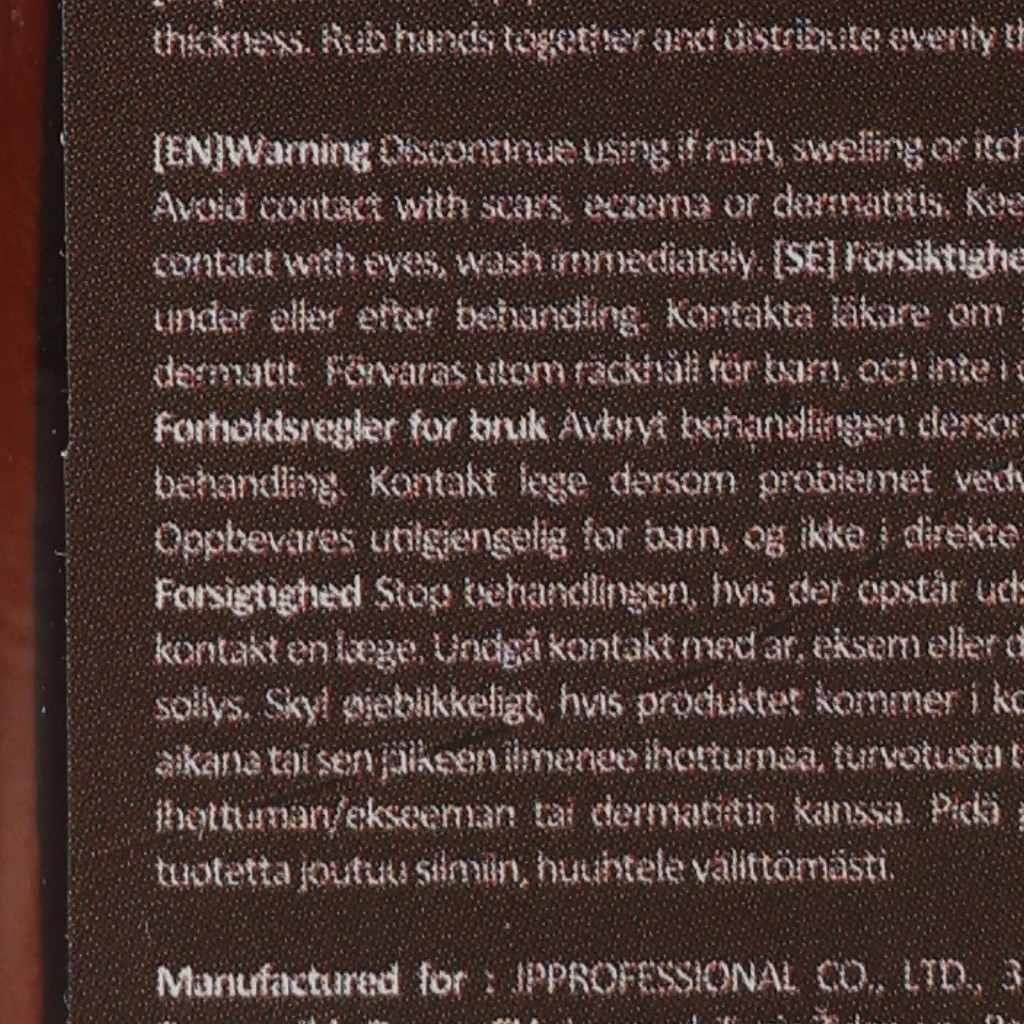 thickness. Rub hands together and distribute evenly
[EN]Warning Discontinue using if rash, swelling or itch
Avoid contact with scars, eczema or dermatitis. Kee
contact with eyes, wash immediately. [SE] Försiktighe
under eller efter behandling. Kontakta läkare om
dermatit. Förvaras utom räckhåll för barn, och inte i
Forholdsregler for bruk Avbryt behandlingen dersom
behandling. Kontakt lege dersom problemet vedv
Oppbevares utilgjengelig for barn, og ikke i direkte
Forsigtighed Stop behandlingen, hvis der opstår uds
kontakt en læge. Undgå kontakt med ar, eksem eller d
sollys. Skyl øjeblikkeligt, hvis produktet kommer i ko
aikana tai sen jälkeen ilmenee ihottumaa, turvotusta t
ihottuman/ekseeman tai dermatiitin kanssa. Pidä
tuotetta joutuu silmiin, huuhtele välittömästi.
Manufactured for : JPPROFESSIONAL CO., LTD., 3